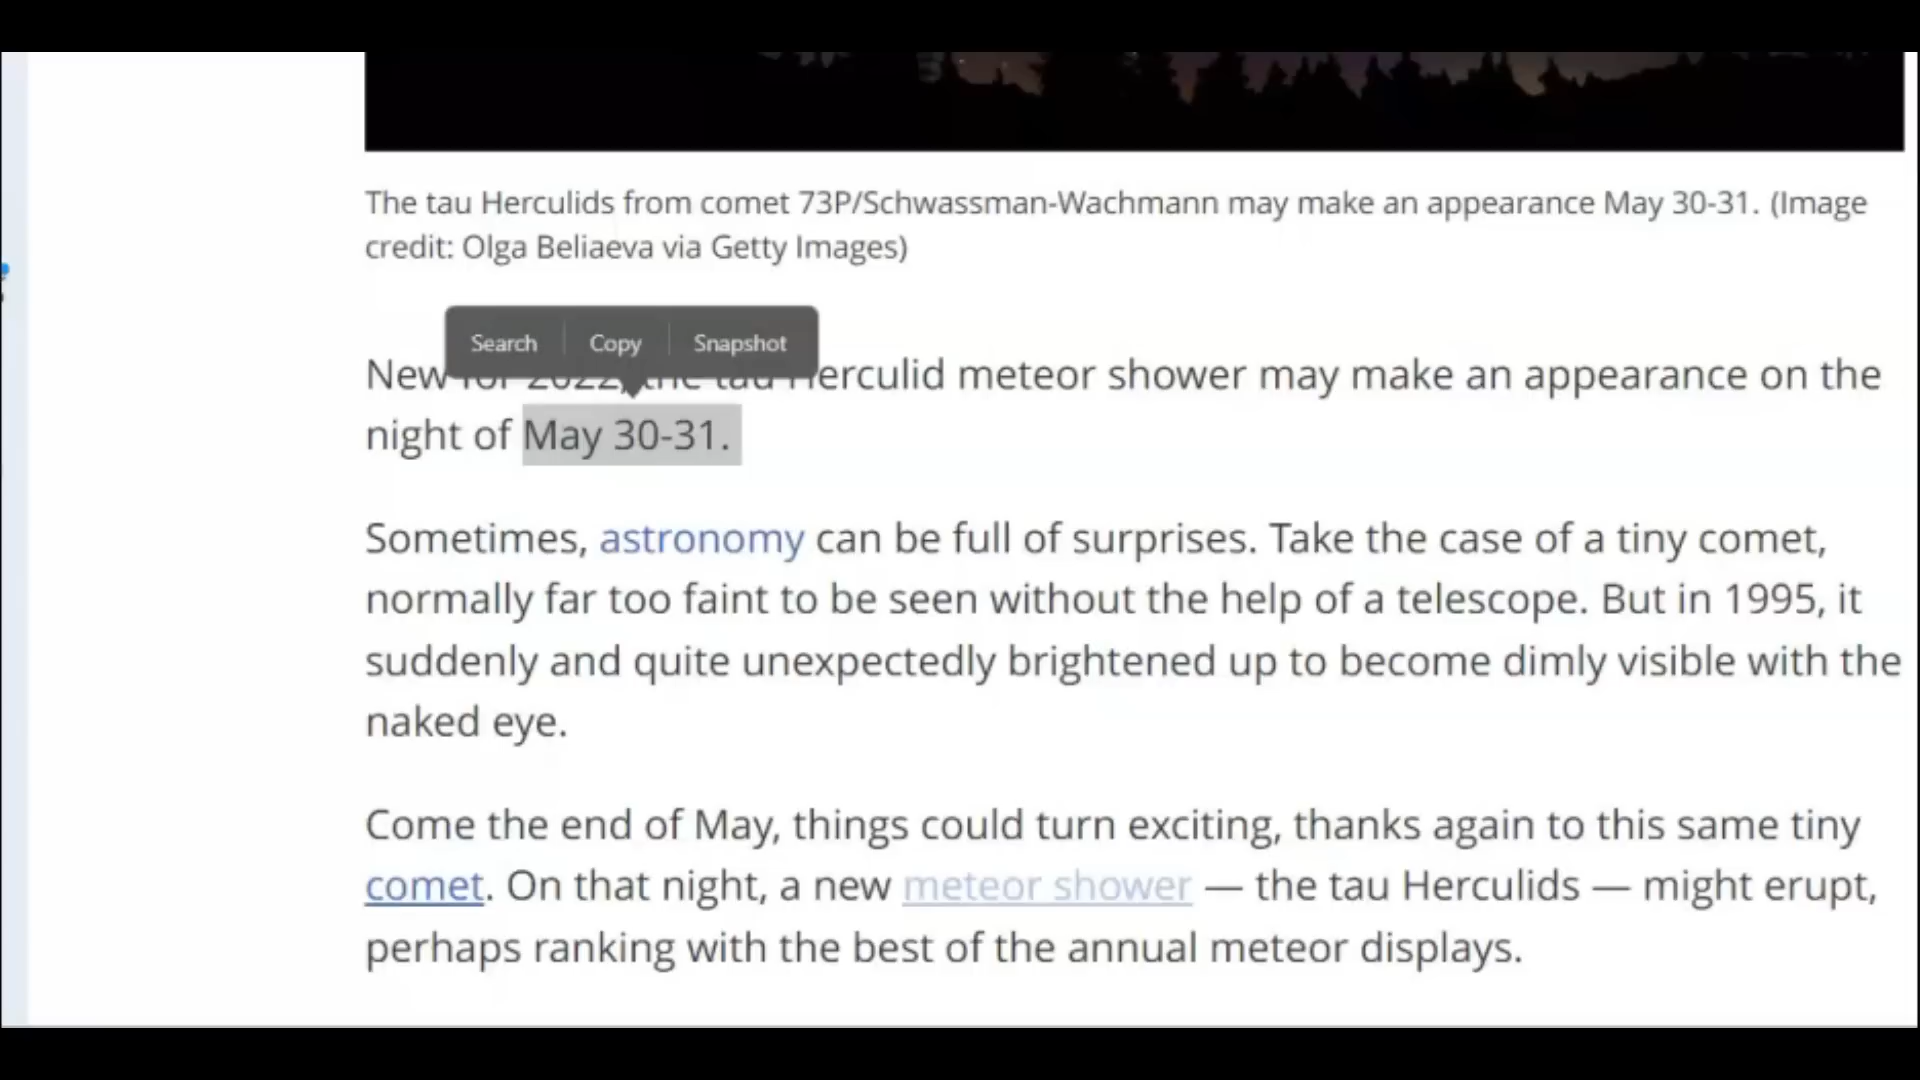 The tau Herculids from comet 73P/Schwassman-Wachmann may make an appearance May 30-31. (Image
credit: Olga Beliaeva via Getty Images)
Search Copy Snapshot
New for 2022, the tau Herculid meteor shower may make an appearance on the
night of May 30-31.
Sometimes, astronomy can be full of surprises. Take the case of a tiny comet,
normally far too faint to be seen without the help of a telescope. But in 1995, it
suddenly and quite unexpectedly brightened up to become dimly visible with the
naked eye.
Come the end of May, things could turn exciting, thanks again to this same tiny
comet. On that night, a new meteor shower — the tau Herculids — might erupt,
perhaps ranking with the best of the annual meteor displays.